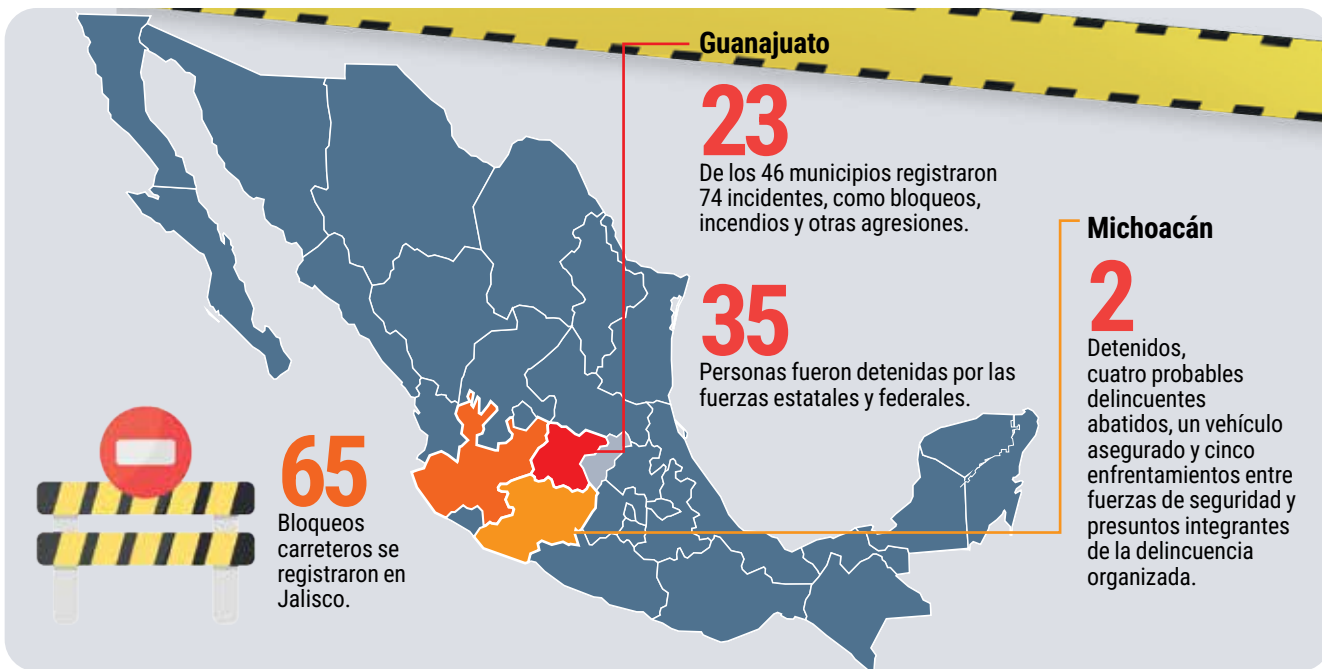 Guanajuato
23
De los 46 municipios registraron
74 incidentes, como bloqueos,
incendios y otras agresiones.
35
Personas fueron detenidas por las
fuerzas estatales y federales.
Michoacán
2
Detenidos,
cuatro probables
delincuentes
abatidos, un vehículo
asegurado y cinco
enfrentamientos entre
fuerzas de seguridad y
presuntos integrantes
de la delincuencia
organizada.
65
Bloqueos
carreteros se
registraron en
Jalisco.